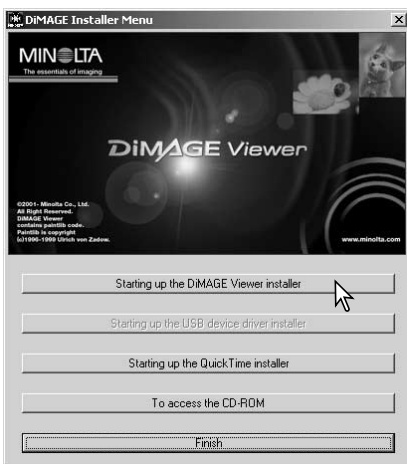 DiMAGE Installer Menu
MINOLTA
The essentials of imaging
DiMAGE Viewer
©2001- Minolta Co., Ltd.
All Right Reserved.
DiMAGE Viewer
contains paintlib code.
Paintlib is copyright
(c)1996-1999 Ulrich von Zadow.
www.minolta.com
Starting up the DiMAGE Viewer installer
Starting up the USB device driver installer
Starting up the QuickTime installer
To access the CD-ROM
Finish